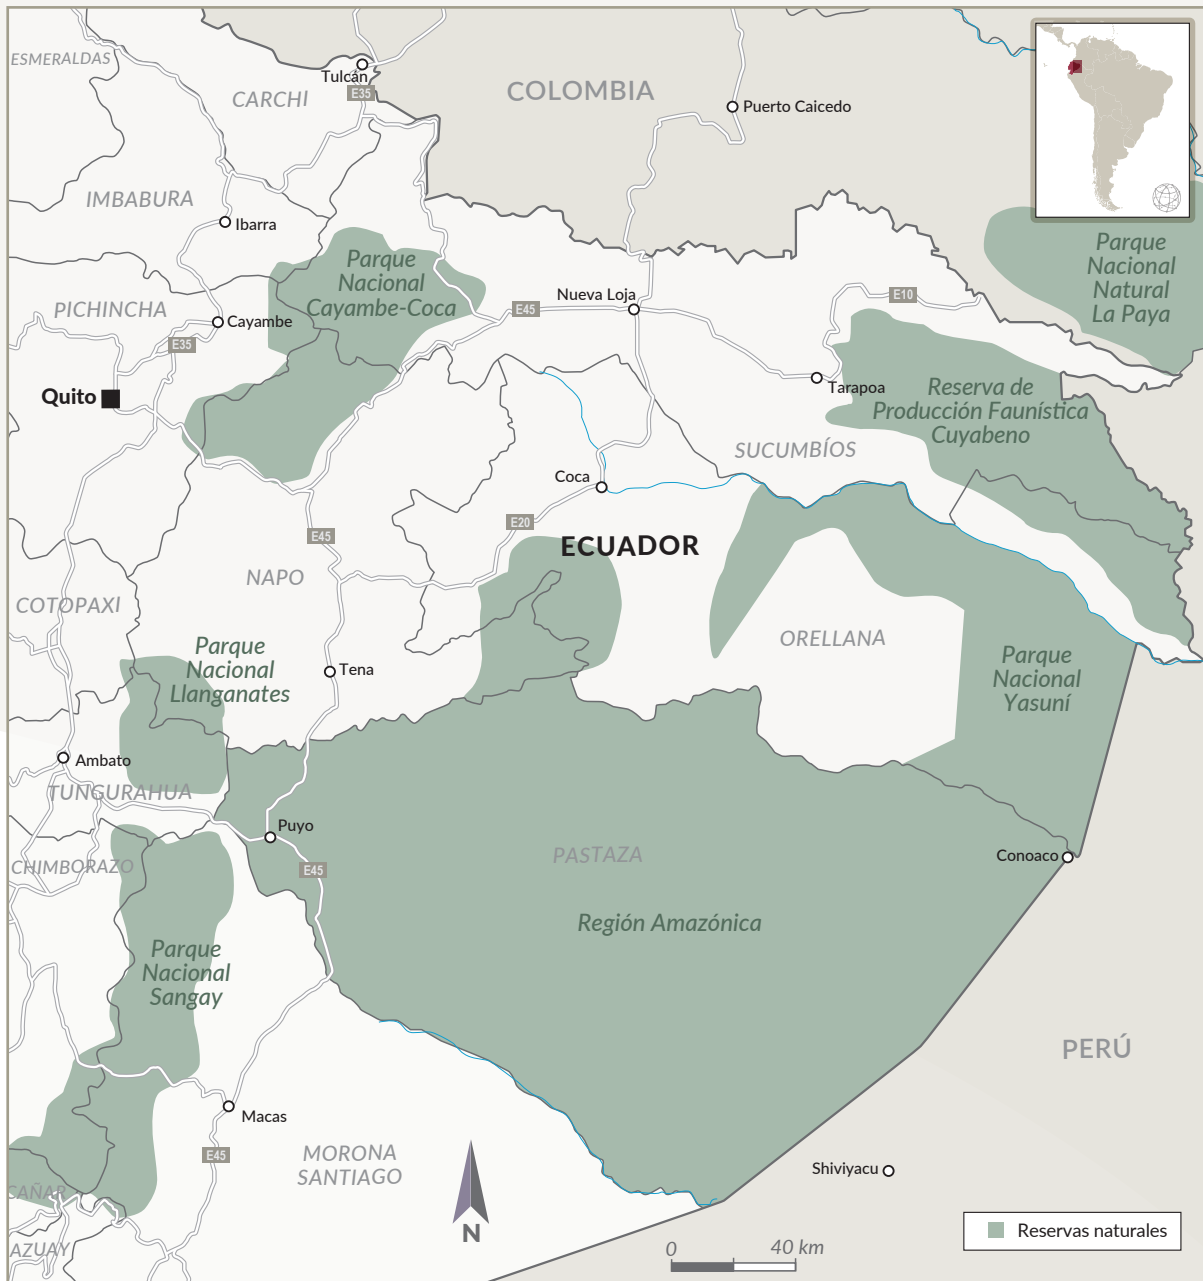 ESMERALDAS
Tulcán
E35
CARCHI
COLOMBIA
Puerto Caicedo
IMBABURA
Ibarra
Parque
Nacional
Cayambe-Coca
Parque
Nacional
Natural
La Paya
PICHINCHA
Cayambe
E35
Nueva Loja
E45
E10
Quito
Tarapoa
Reserva de
Producción Faunística
Cuyabeno
SUCUMBÍOS
Coca
E20
E45
ECUADOR
NAPO
COTOPAXI
ORELLANA
Parque
Nacional
Llanganates
Tena
Parque
Nacional
Yasuní
Ambato
TUNGURAHUA
Puyo
CHIMBORAZO
E45
PASTAZA
Conoaco
Región Amazónica
Parque
Nacional
Sangay
PERÚ
Macas
E45
MORONA
SANTIAGO
Shiviyacu
CAÑAR
AZUAY
N
0 40 km
Reservas naturales